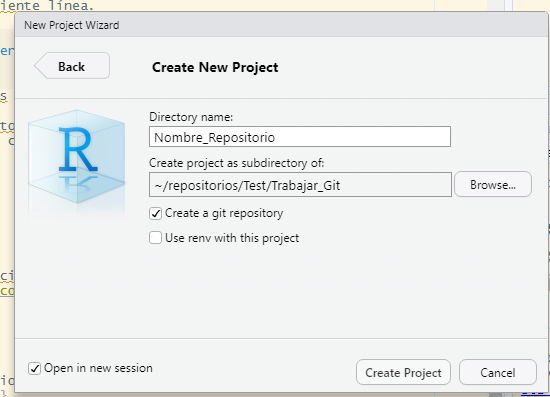 iente línea.
New Project Wizard
Back
Create New Project
R
Directory name:
Nombre_Repositorio
Create project as subdirectory of:
~/repositorios/Test/Trabajar_Git
Browse...
Create a git repository
Use renv with this project
Open in new session
Create Project
Cancel